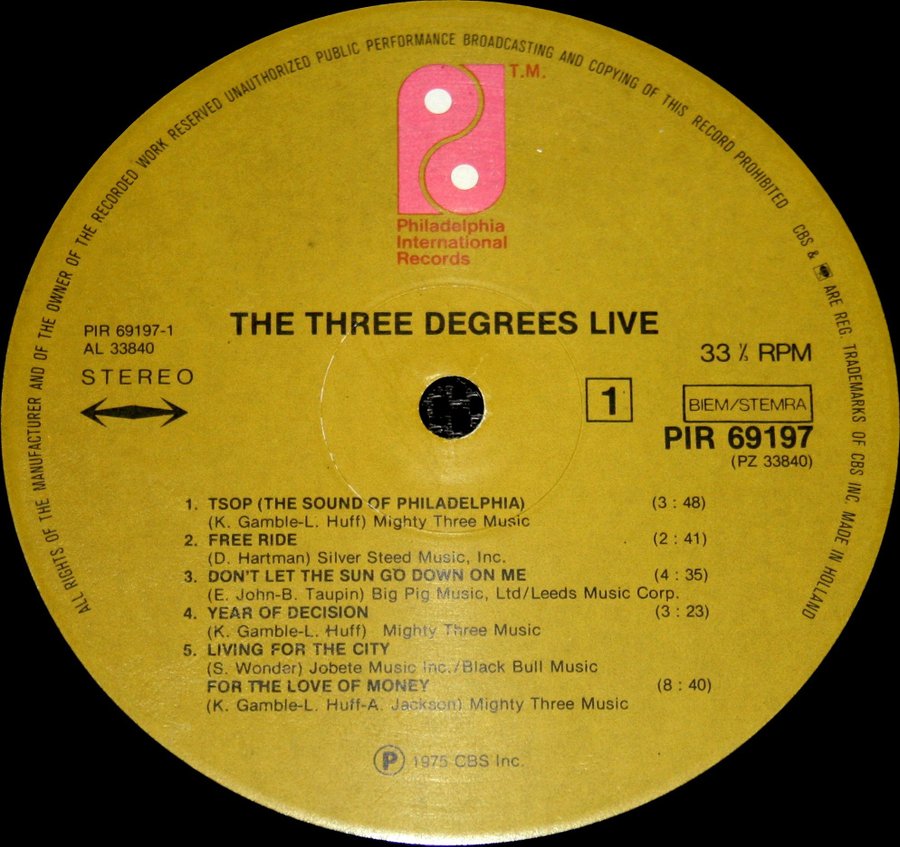 ALL RIGHTS OF THE MANUFACTURER AND OF THE OWNER OF THE RECORDED WORK RESERVED UNAUTHORIZED PUBLIC PERFORMANCE BROADCASTING AND COPYING OF THIS RECORD PROHIBITED
CBS & ARE REG. TRADEMARKS OF CBS INC. MADE IN HOLLAND
T.M.
Philadelphia
International
Records
THE THREE DEGREES LIVE
PIR 69197-1
AL 33840
STEREO
33 ⅓ RPM
1
BIEM/STEMRA
PIR 69197
(PZ 33840)
1. TSOP (THE SOUND OF PHILADELPHIA) (3 : 48)
(K. Gamble-L. Huff) Mighty Three Music
2. FREE RIDE (2 : 41)
(D. Hartman) Silver Steed Music, Inc.
3. DON'T LET THE SUN GO DOWN ON ME (4 : 35)
(E. John-B. Taupin) Big Pig Music, Ltd/Leeds Music Corp.
4. YEAR OF DECISION (3 : 23)
(K. Gamble-L. Huff) Mighty Three Music
5. LIVING FOR THE CITY
(S. Wonder) Jobete Music Inc./Black Bull Music
FOR THE LOVE OF MONEY (8 : 40)
(K. Gamble-L. Huff-A. Jackson) Mighty Three Music
Ⓟ 1975 CBS Inc.